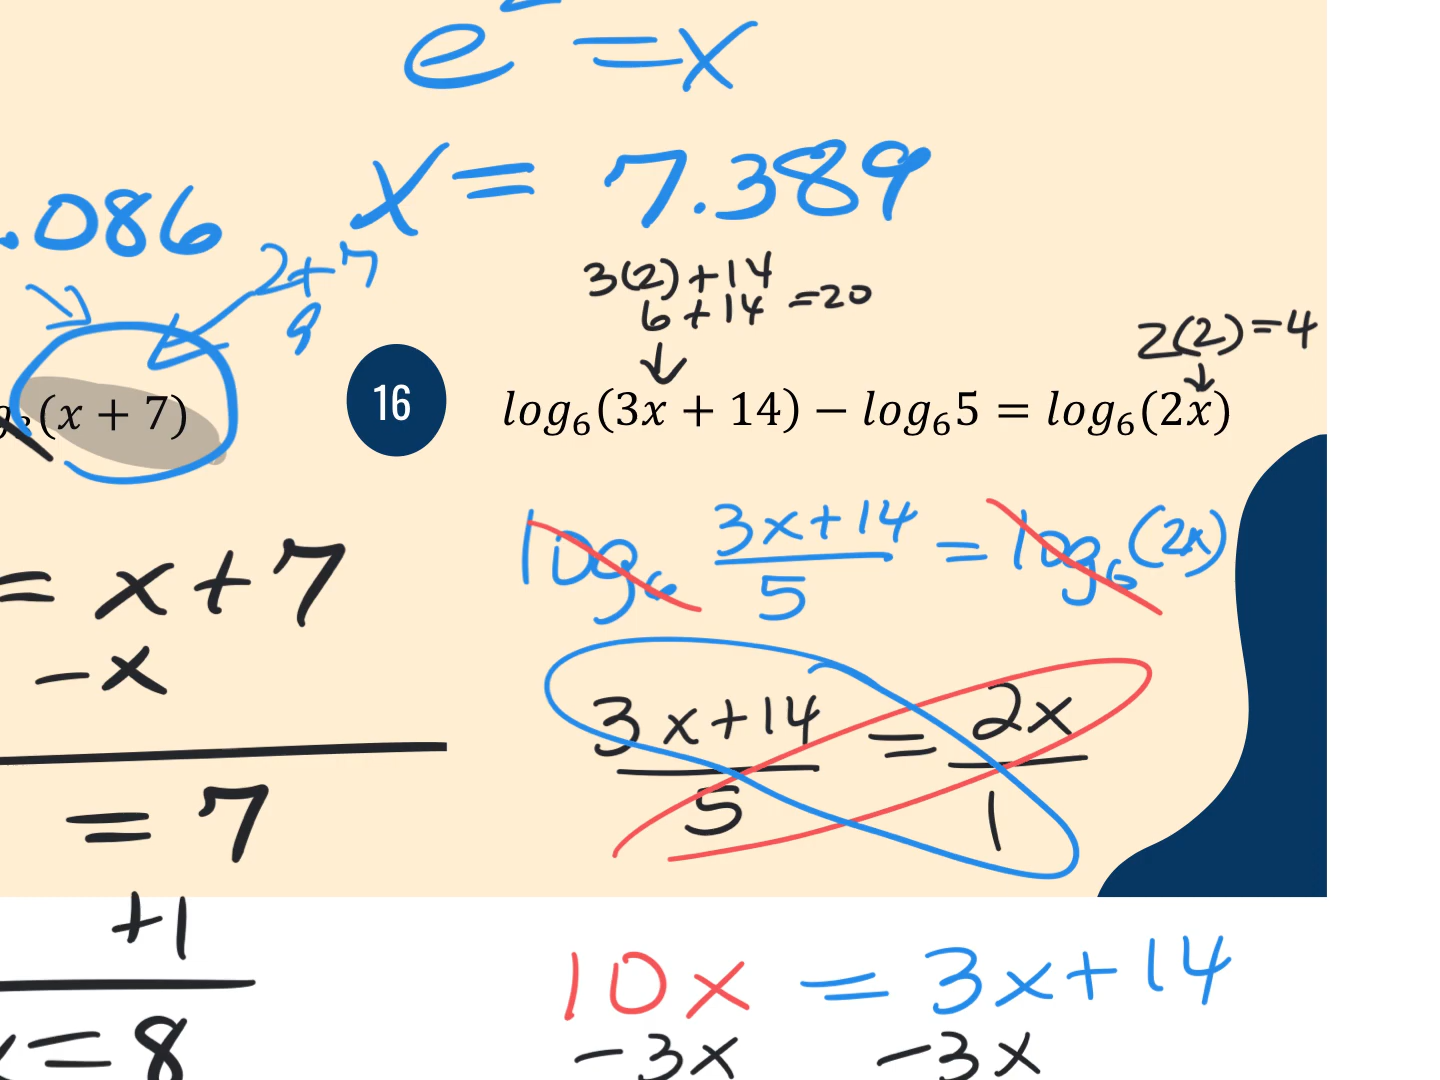 e² = x
x = 7.389
.086
2+7
9
3(2)+14
6+14 =20
2(2)=4
(x + 7)
16
log₆(3x + 14) − log₆5 = log₆(2x)
log₆ 3x+14/5 = log₆(2x)
= x+7
-x
3x+14/5 = 2x/1
= 7
+1
10x = 3x+14
-3x -3x
x=8